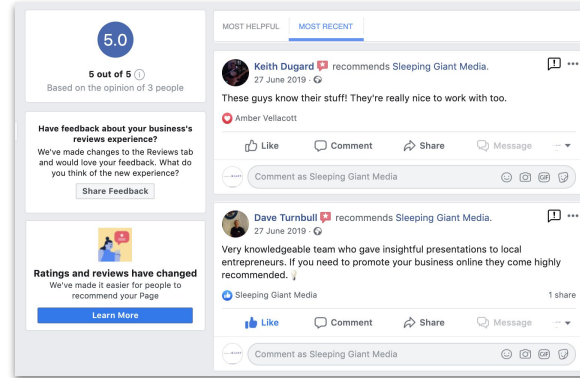 5.0
5 out of 5
Based on the opinion of 3 people
Have feedback about your business's
reviews experience?
We've made changes to the Reviews tab
and would love your feedback. What do
you think of the new experience?
Share Feedback
Ratings and reviews have changed
We've made it easier for people to
recommend your Page
Learn More
MOST HELPFUL MOST RECENT
Keith Dugard recommends Sleeping Giant Media.
27 June 2019 ·
These guys know their stuff! They're really nice to work with too.
Amber Vellacott
Like Comment Share Message
Comment as Sleeping Giant Media
GIF
Dave Turnbull recommends Sleeping Giant Media.
27 June 2019 ·
Very knowledgeable team who gave insightful presentations to local
entrepreneurs. If you need to promote your business online they come highly
recommended.
Sleeping Giant Media 1 share
Like Comment Share Message
Comment as Sleeping Giant Media
GIF